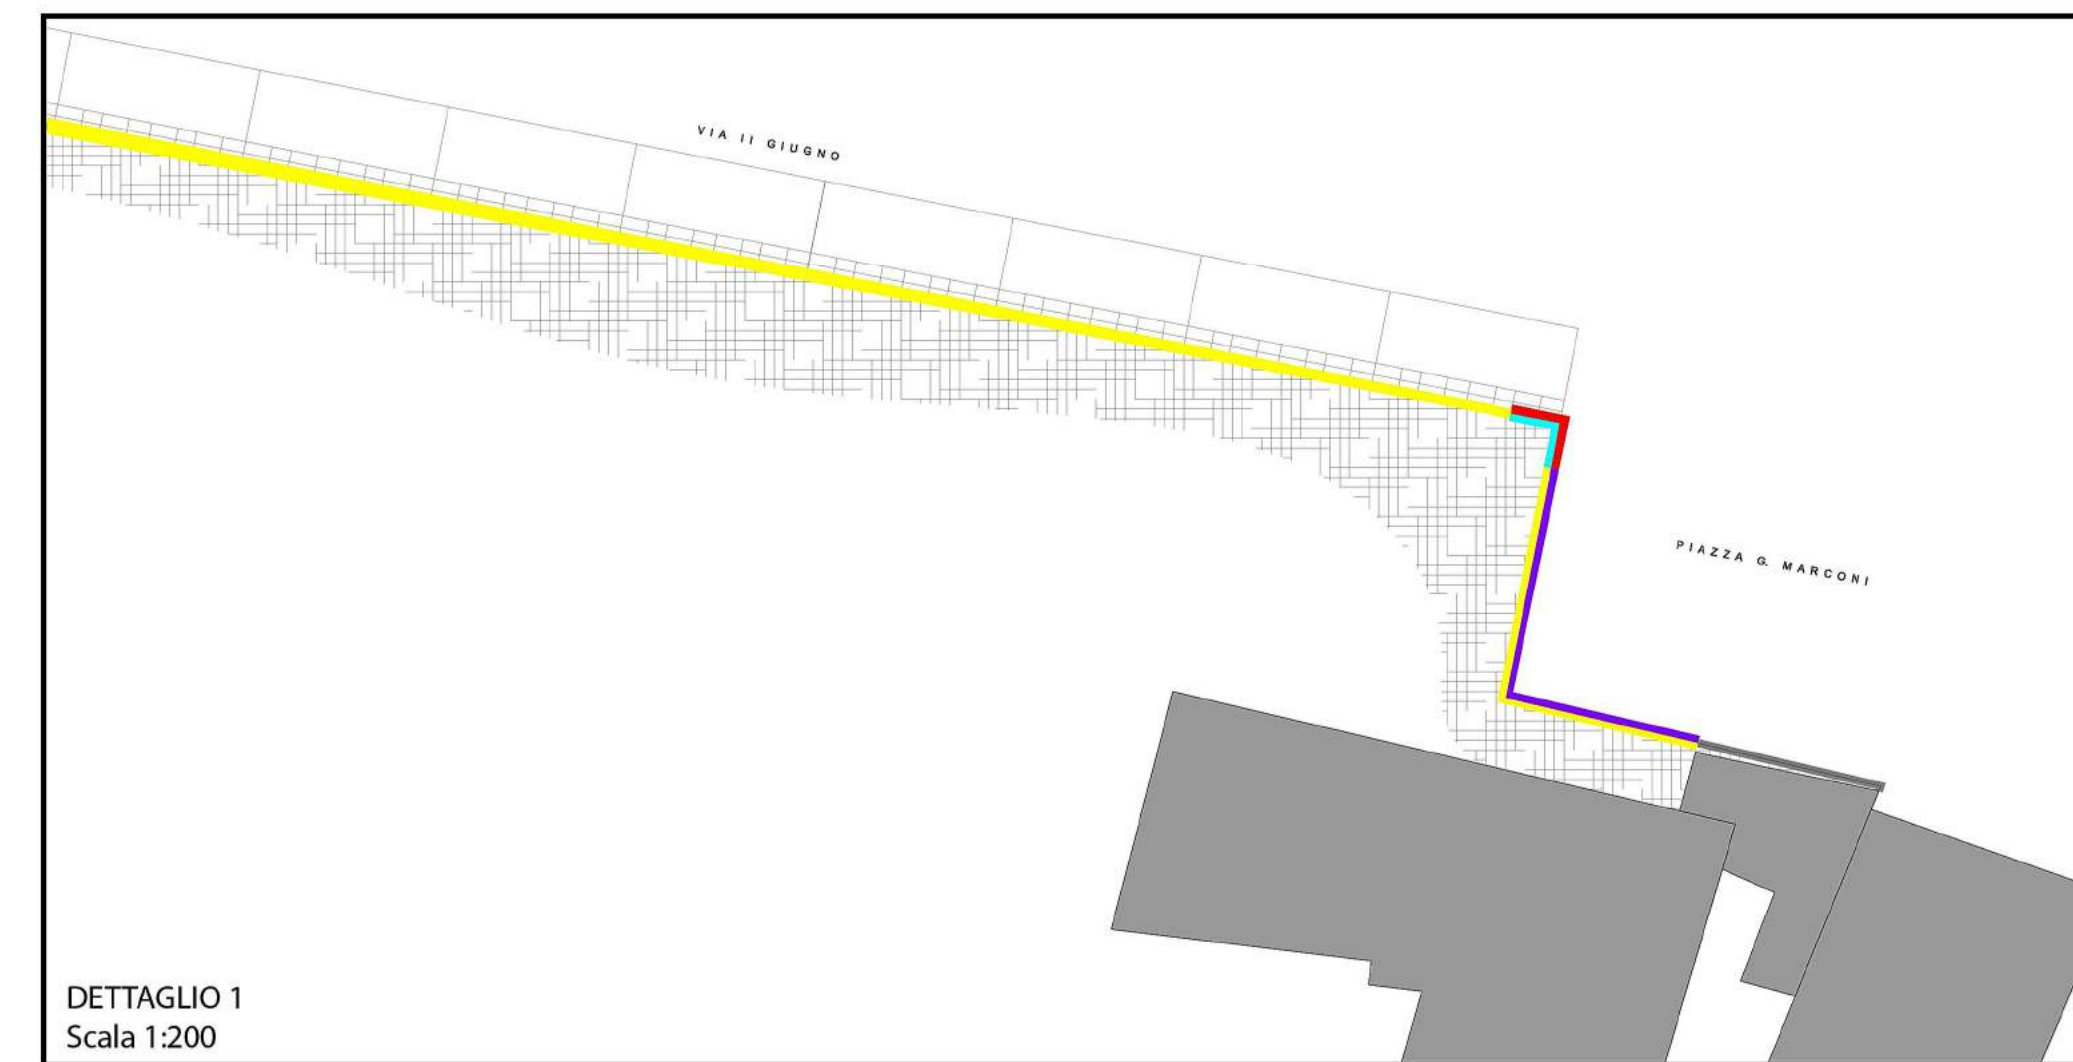 VIA II GIUGNO
PIAZZA G. MARCONI
DETTAGLIO 1
Scala 1:200